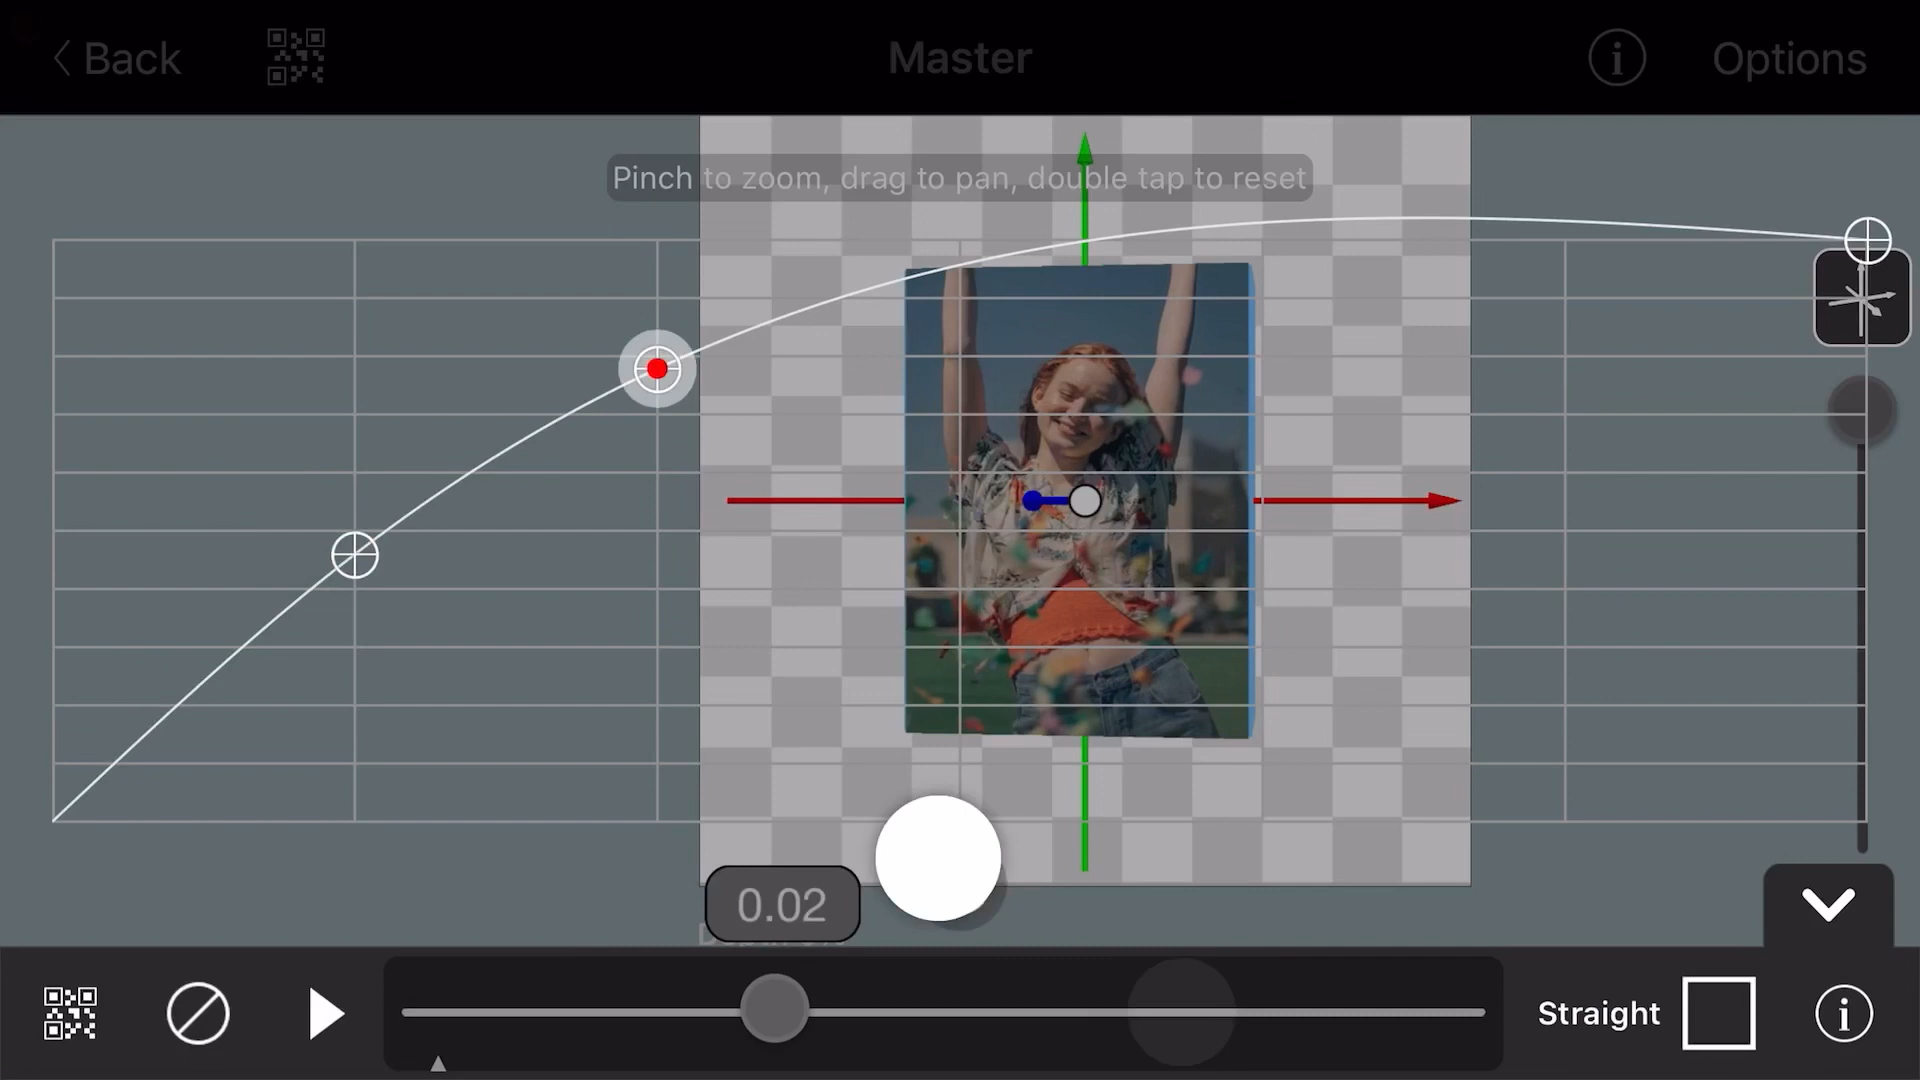 Back
Master
Options
Pinch to zoom, drag to pan, double tap to reset
0.02
Straight